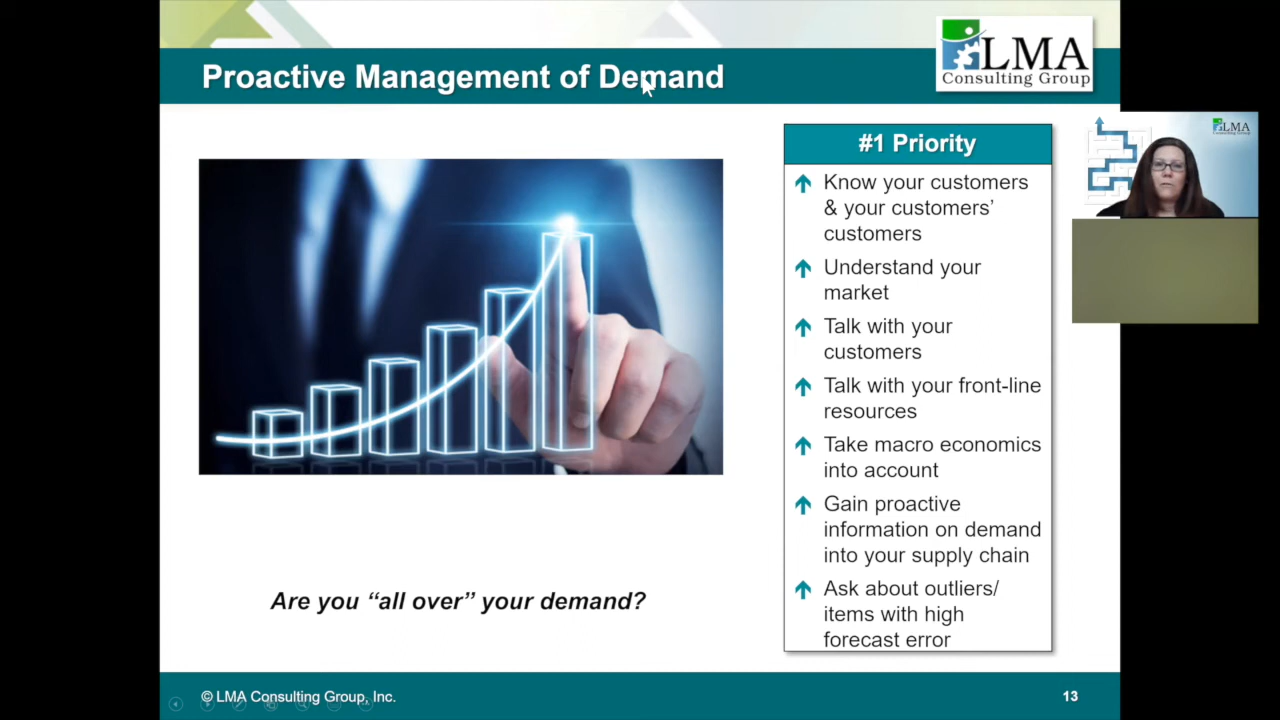 Proactive Management of Demand
LMA
Consulting Group
#1 Priority
Know your customers
& your customers’
customers
Understand your
market
Talk with your
customers
Talk with your front-line
resources
Take macro economics
into account
Gain proactive
information on demand
into your supply chain
Ask about outliers/
items with high
forecast error
Are you “all over” your demand?
© LMA Consulting Group, Inc.
13
LMA
Consulting Group